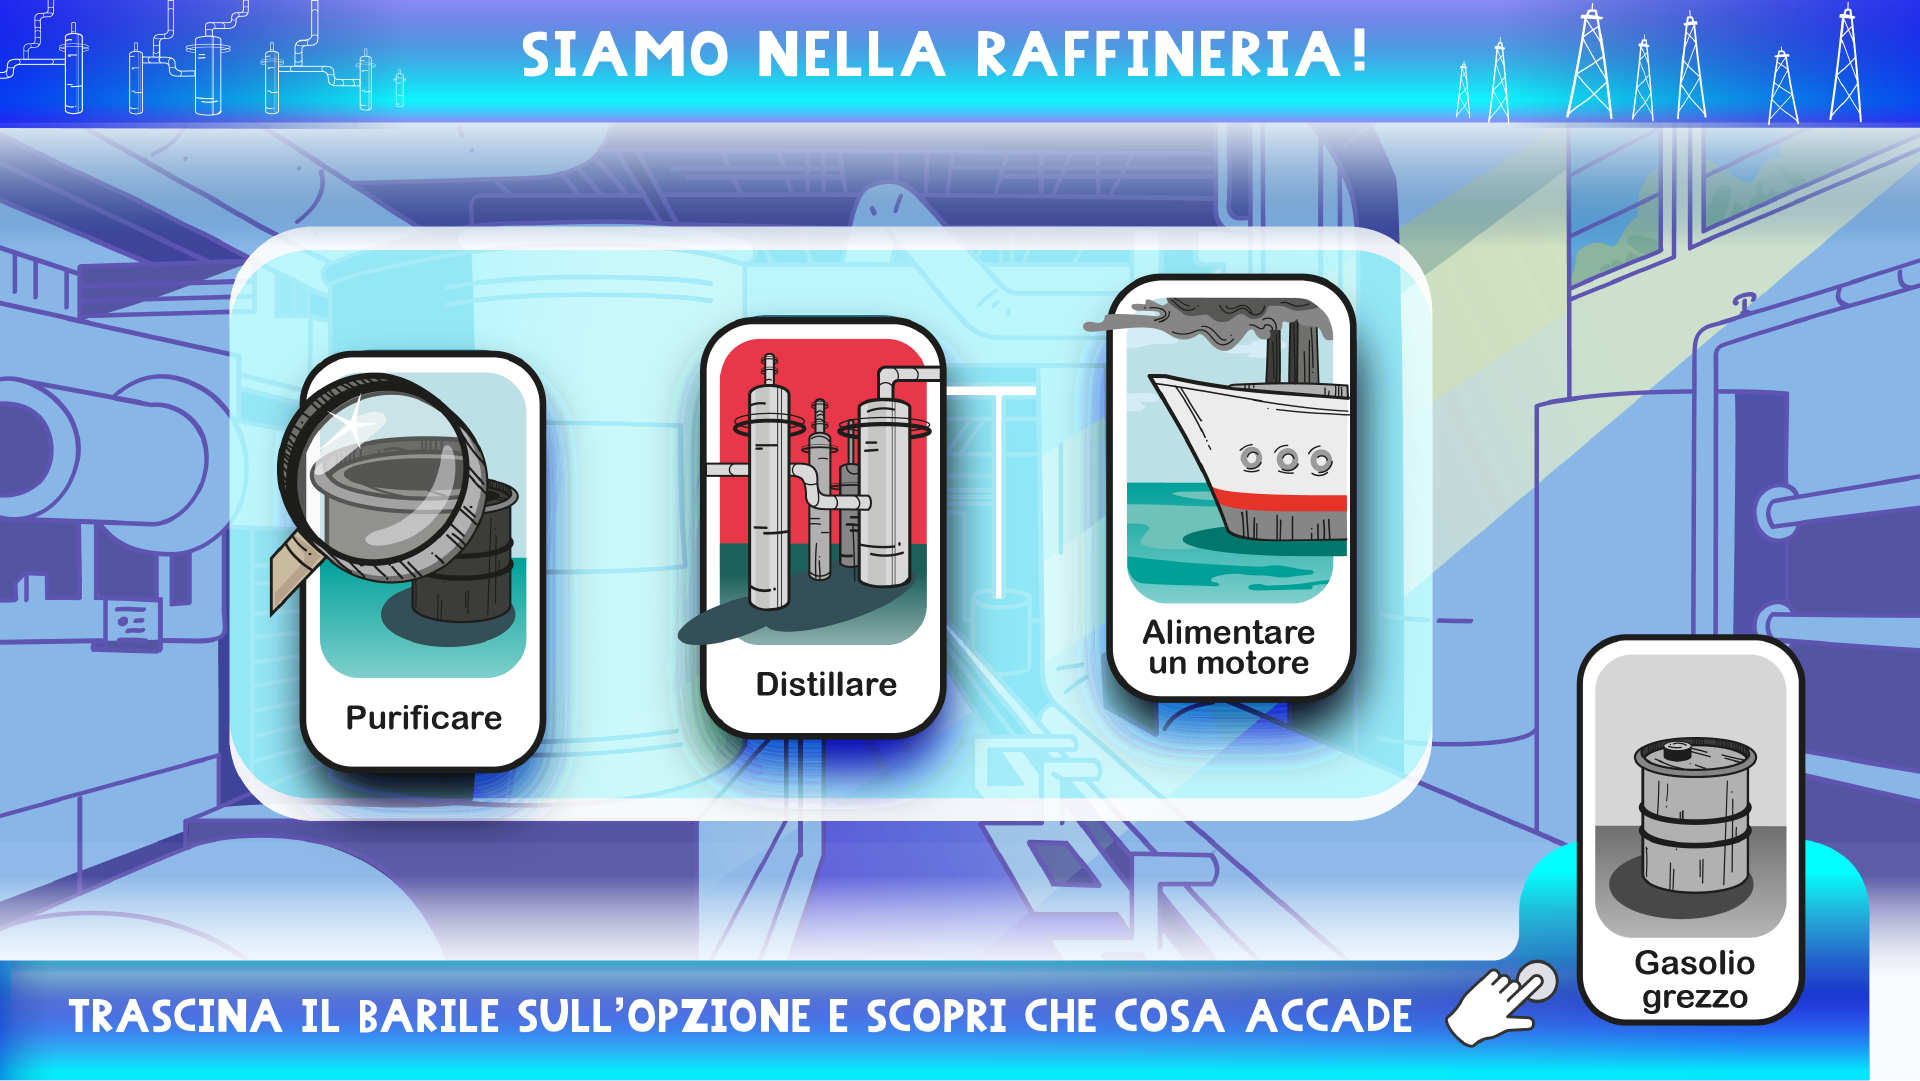 SIAMO NELLA RAFFINERIA!
Purificare
Distillare
Alimentare
un motore
Gasolio
grezzo
TRASCINA IL BARILE SULL'OPZIONE E SCOPRI CHE COSA ACCADE